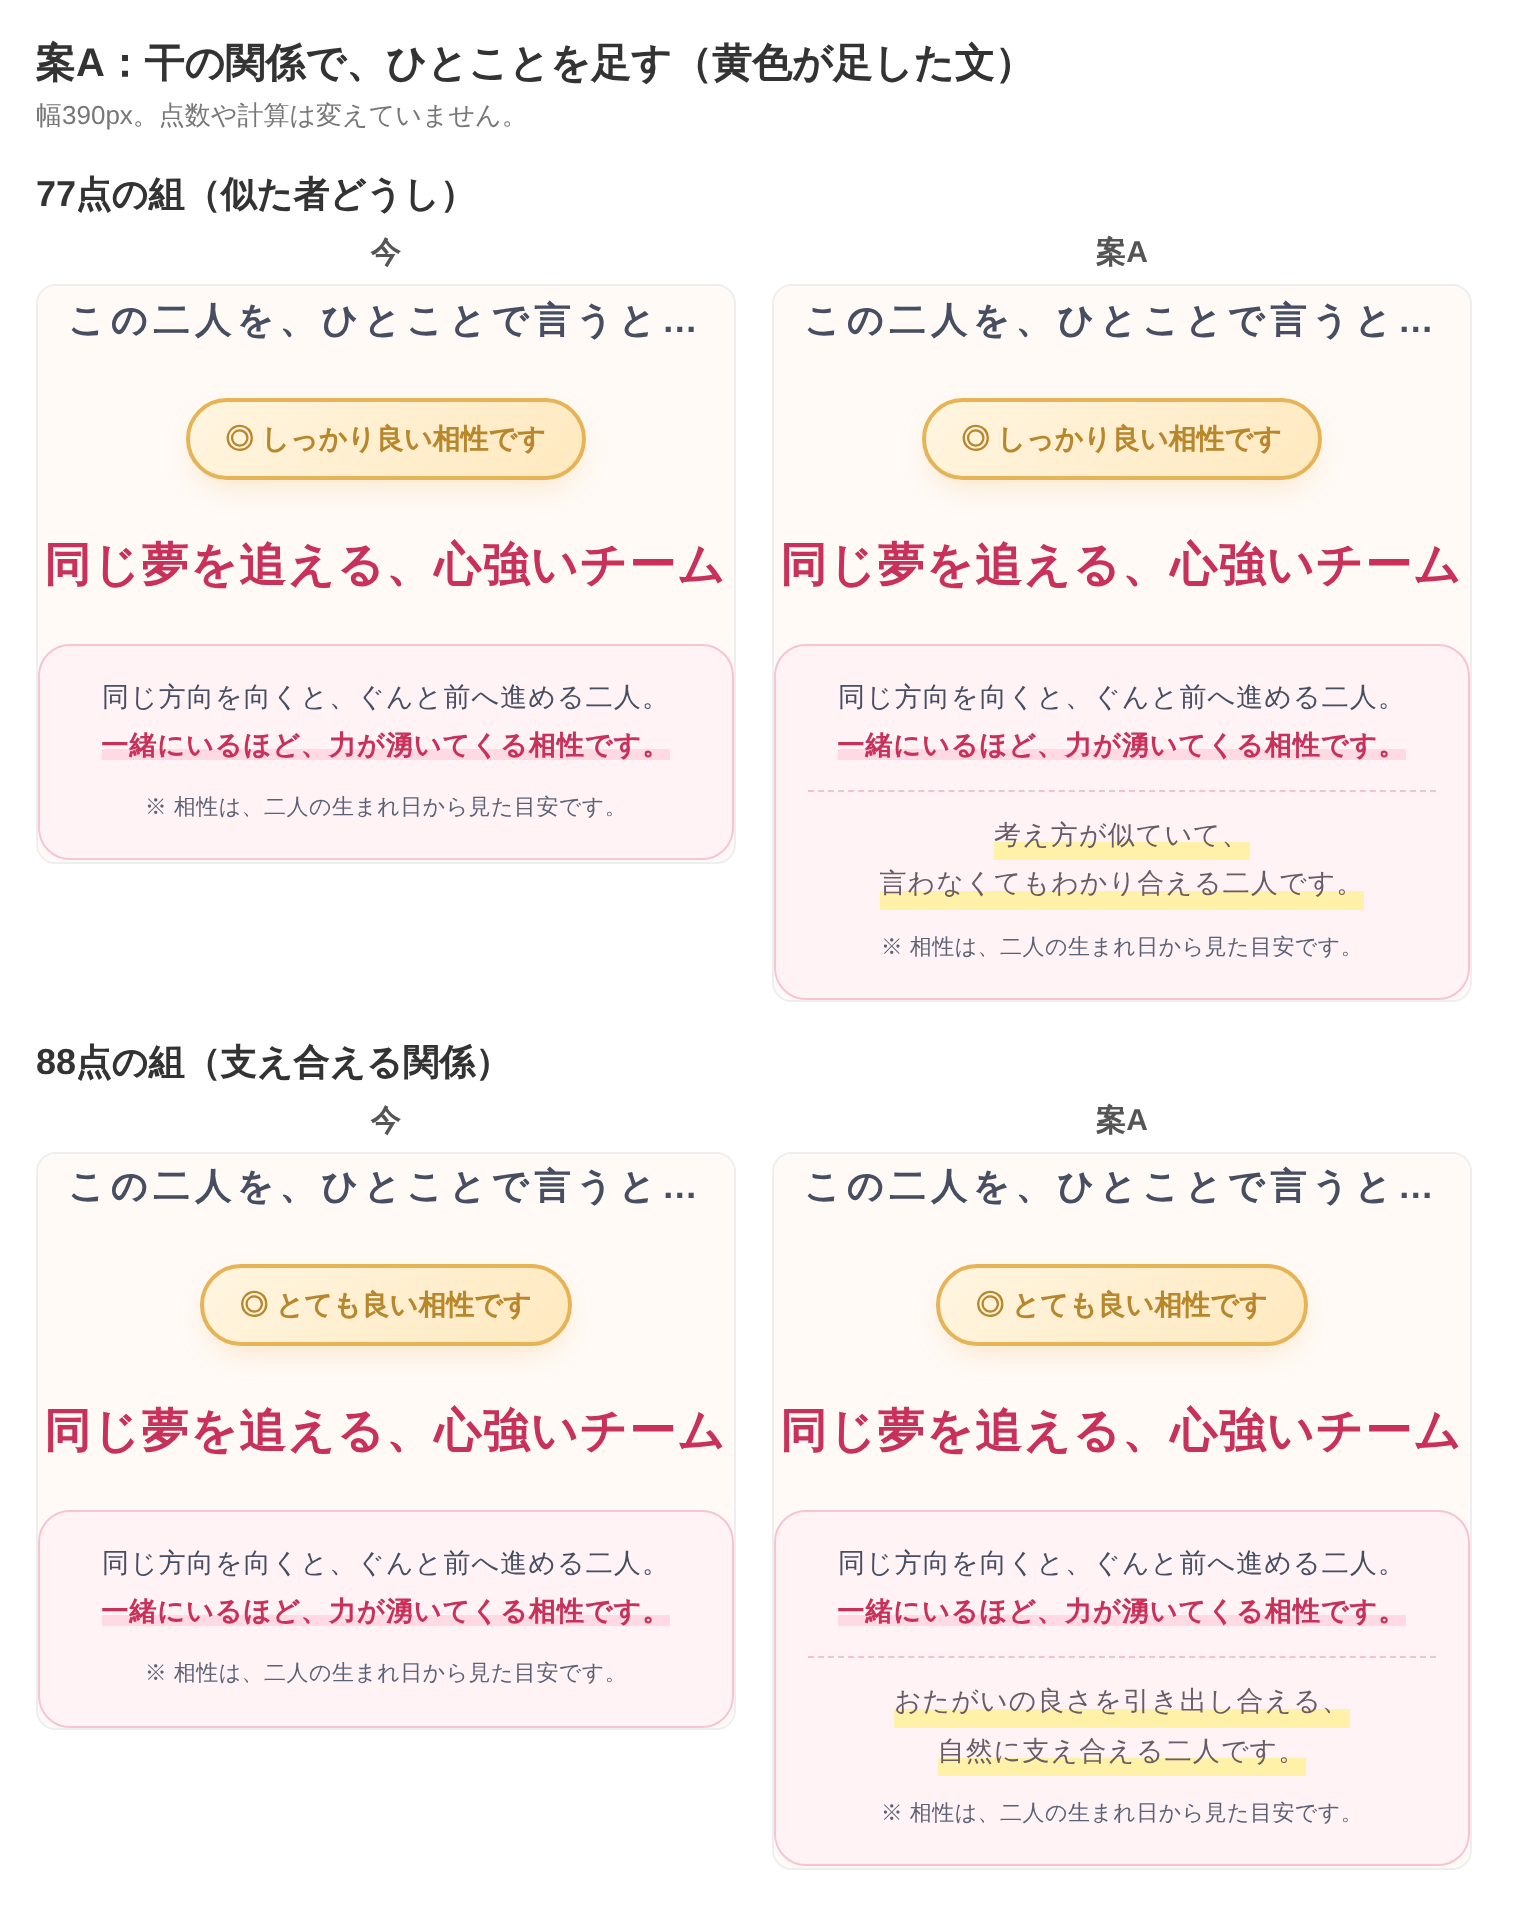 案A：干の関係で、ひとことを足す（黄色が足した文）
幅390px。点数や計算は変えていません。
77点の組（似た者どうし）
今
この二人を、ひとことで言うと…
◎ しっかり良い相性です
同じ夢を追える、心強いチーム
同じ方向を向くと、ぐんと前へ進める二人。
一緒にいるほど、力が湧いてくる相性です。
※ 相性は、二人の生まれ日から見た目安です。
案A
この二人を、ひとことで言うと…
◎ しっかり良い相性です
同じ夢を追える、心強いチーム
同じ方向を向くと、ぐんと前へ進める二人。
一緒にいるほど、力が湧いてくる相性です。
考え方が似ていて、
言わなくてもわかり合える二人です。
※ 相性は、二人の生まれ日から見た目安です。
88点の組（支え合える関係）
今
この二人を、ひとことで言うと…
◎ とても良い相性です
同じ夢を追える、心強いチーム
同じ方向を向くと、ぐんと前へ進める二人。
一緒にいるほど、力が湧いてくる相性です。
※ 相性は、二人の生まれ日から見た目安です。
案A
この二人を、ひとことで言うと…
◎ とても良い相性です
同じ夢を追える、心強いチーム
同じ方向を向くと、ぐんと前へ進める二人。
一緒にいるほど、力が湧いてくる相性です。
おたがいの良さを引き出し合える、
自然に支え合える二人です。
※ 相性は、二人の生まれ日から見た目安です。